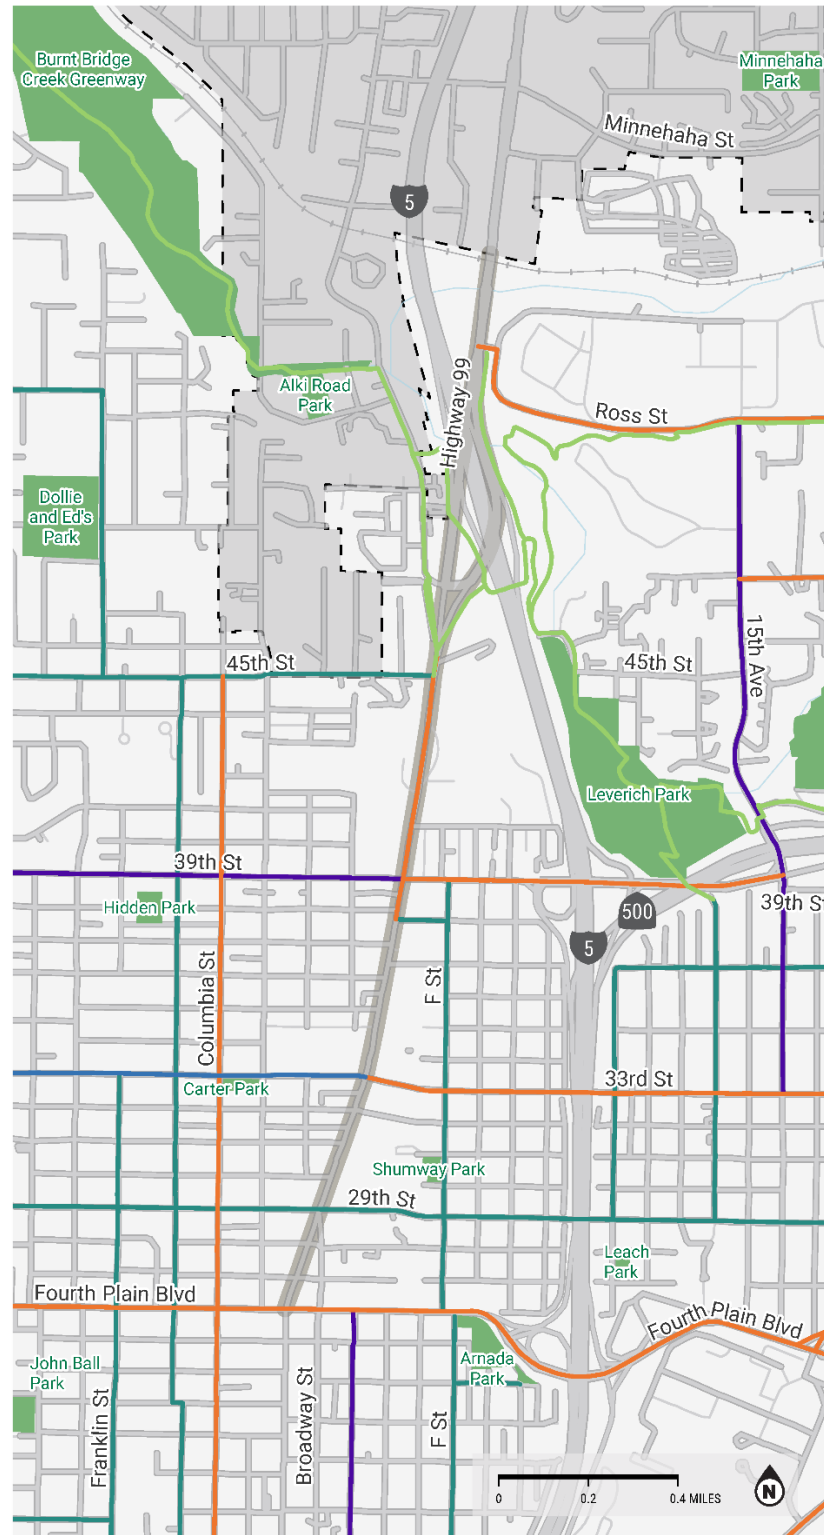 Burnt Bridge
Creek Greenway
Minnehaha
Park
Minnehaha St
5
Highway 99
Alki Road
Park
Ross St
Dollie
and Ed's
Park
15th Ave
45th St
45th St
Leverich Park
39th St
Hidden Park
500
39th St
5
Columbia St
F St
33rd St
Carter Park
Shumway Park
29th St
Leach
Park
Fourth Plain Blvd
Fourth Plain Blvd
John Ball
Park
Arnada
Park
Franklin St
Broadway St
F St
0 0.2 0.4 MILES
N